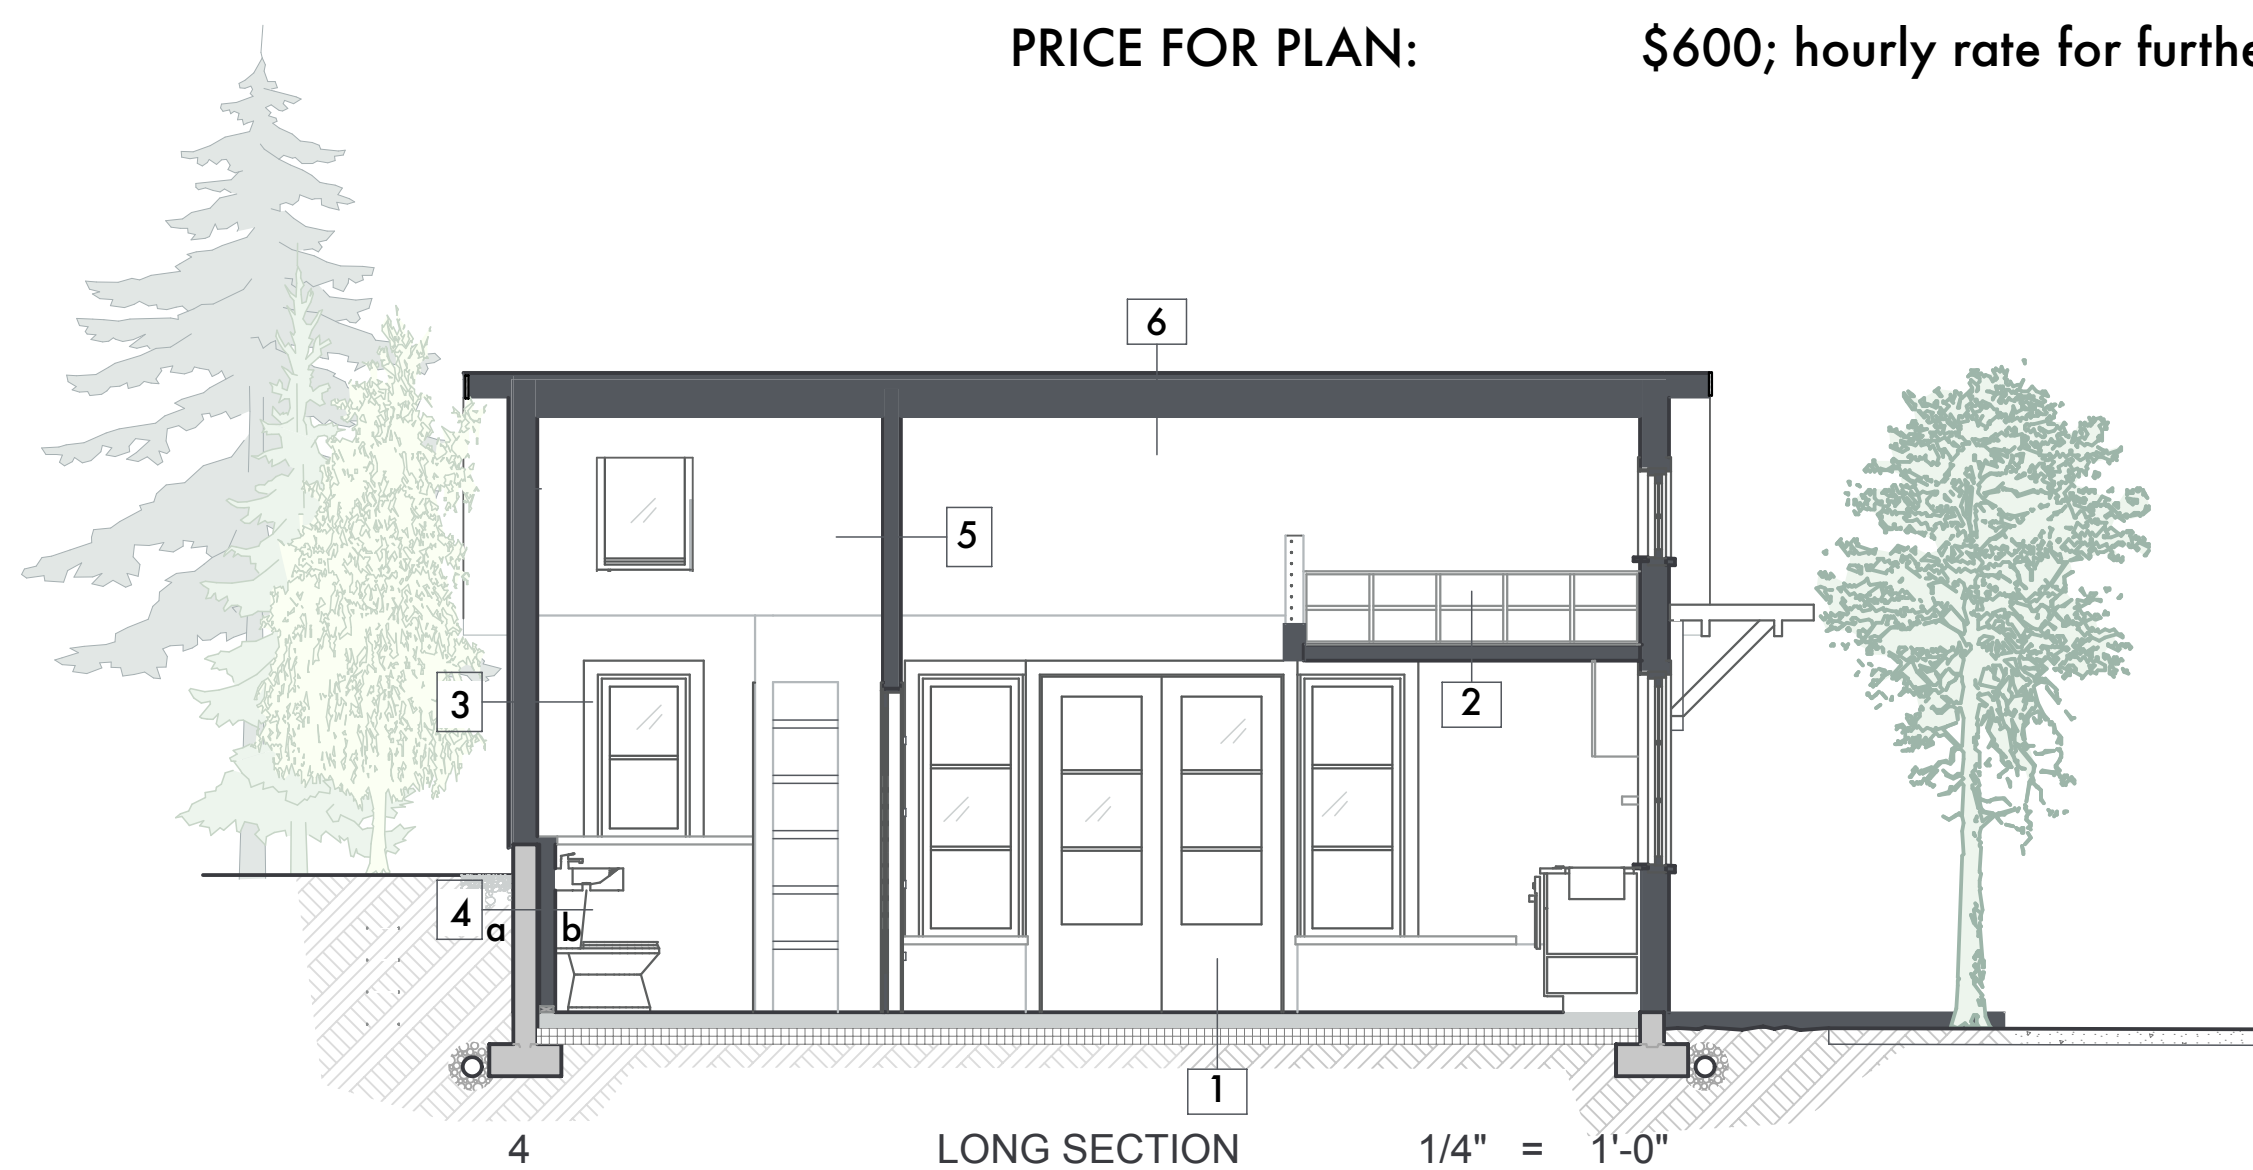 PRICE FOR PLAN: $600; hourly rate for furthe
6
5
3
2
4
a b
1
4 LONG SECTION 1/4" = 1'-0"